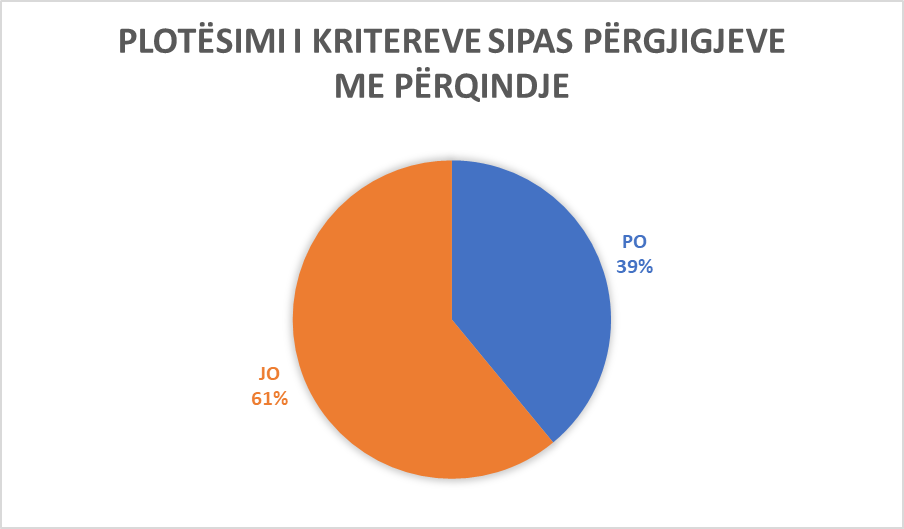 PLOTËSIMI I KRITEREVE SIPAS PËRGJIGJEVE
ME PËRQINDJE
PO
39%
JO
61%